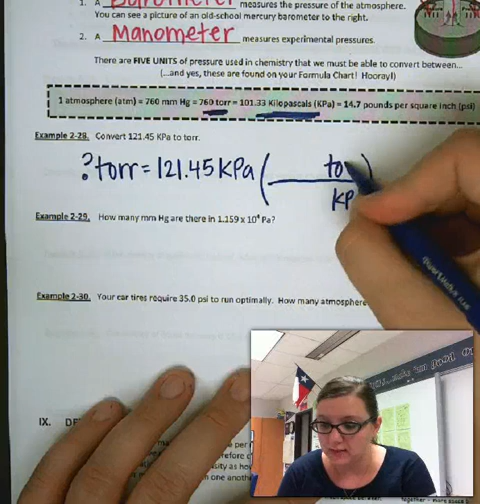 1. A Barometer measures the pressure of the atmosphere.
You can see a picture of an old-school mercury barometer to the right.
2. A Manometer measures experimental pressures.
There are FIVE UNITS of pressure used in chemistry that we must be able to convert between...
(...and yes, these are found on your Formula Chart! Hooray!)
1 atmosphere (atm) = 760 mm Hg = 760 torr = 101.33 Kilopascals (KPa) = 14.7 pounds per square inch (psi)
Example 2-28. Convert 121.45 KPa to torr.
? torr = 121.45 KPa ( tor )
KP
Example 2-29. How many mm Hg are there in 1.159 x 10⁴ Pa?
Example 2-30. Your car tires require 35.0 psi to run optimally. How many atmosphere
IX. DE